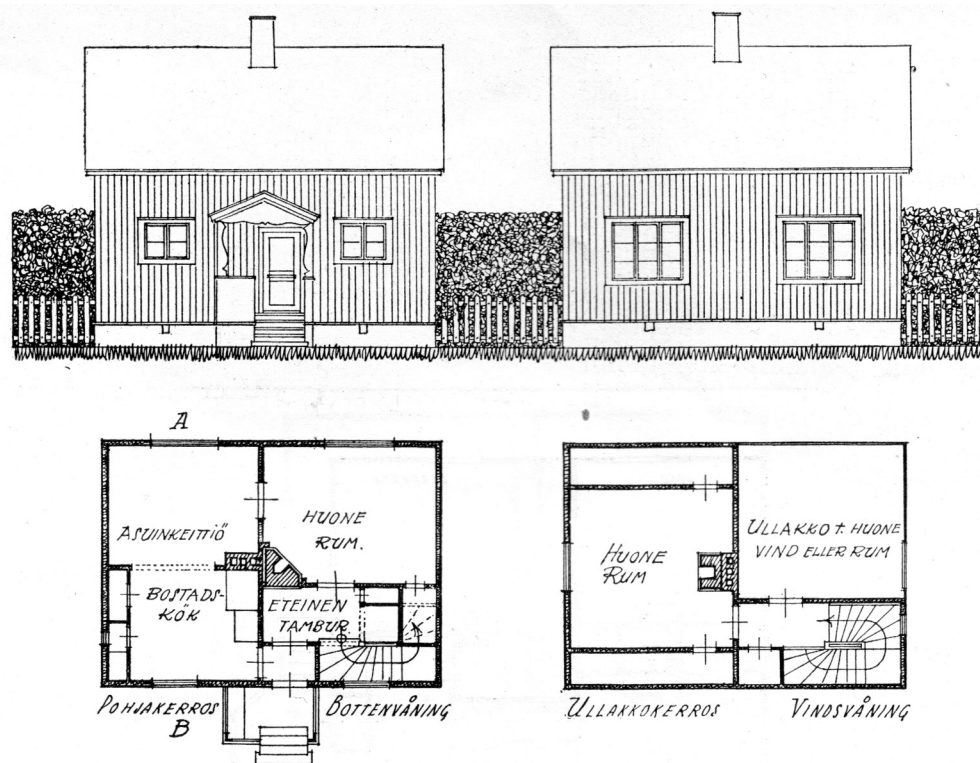 A
ASUINKEITTIÖ
BOSTADS-
KÖK
HUONE
RUM.
ETEINEN
TAMBUR
POHJAKERROS
BOTTENVÅNING
B
HUONE
RUM
ULLAKKO t. HUONE
VIND ELLER RUM
ULLAKKOKERROS
VINDSVÅNING